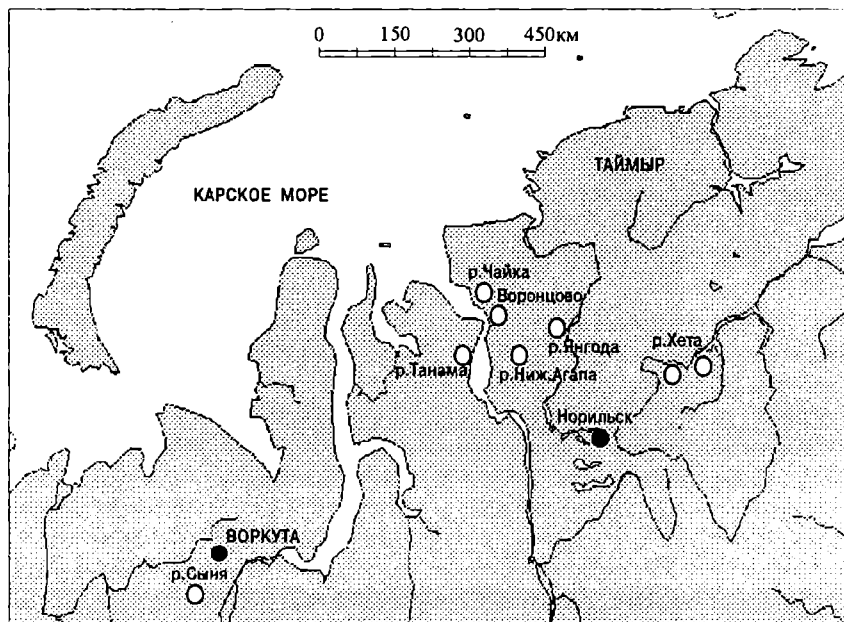 0 150 300 450км
ТАЙМЫР
КАРСКОЕ МОРЕ
р.Чайка
Воронцово
р.Янгода
р.Хета
р.Танама
р.Ниж.Агапа
Норильск
ВОРКУТА
р.Сыня